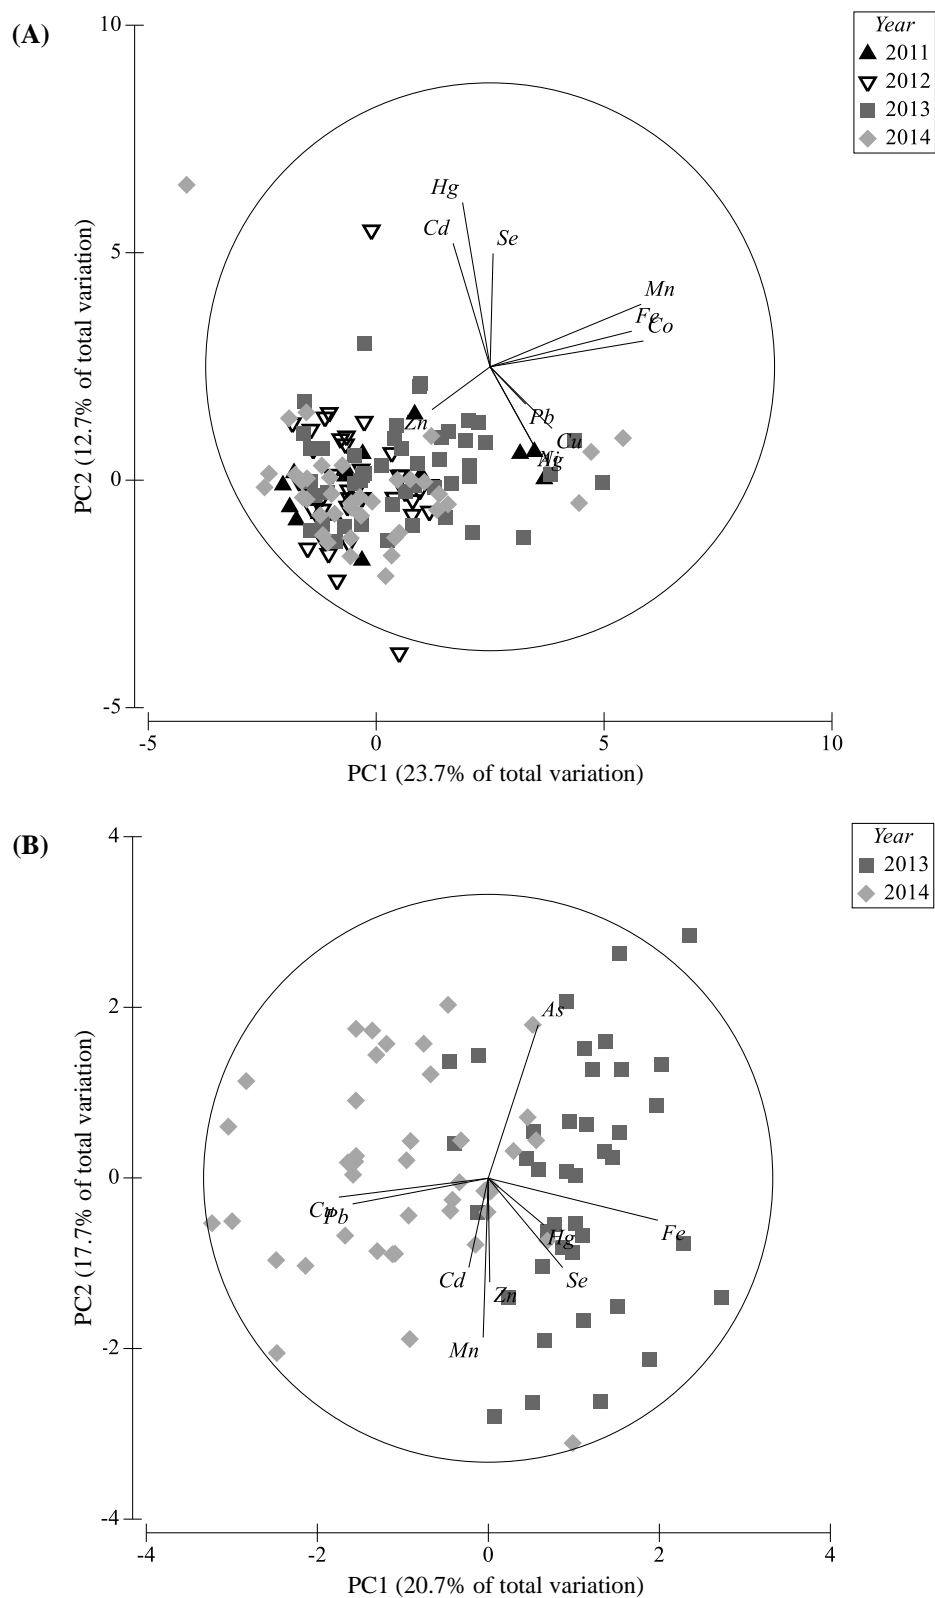 (A)
10
5
0
-5
PC2 (12.7% of total variation)
Year
2011
2012
2013
2014
Hg
Cd
Se
Mn
Fe
Co
Zn
Pb
Cu
Ag
-5
0
5
10
PC1 (23.7% of total variation)
(B)
4
2
0
-2
-4
PC2 (17.7% of total variation)
Year
2013
2014
As
Cu
Pb
Fe
Hg
Cd
Se
Zn
Mn
-4
-2
0
2
4
PC1 (20.7% of total variation)